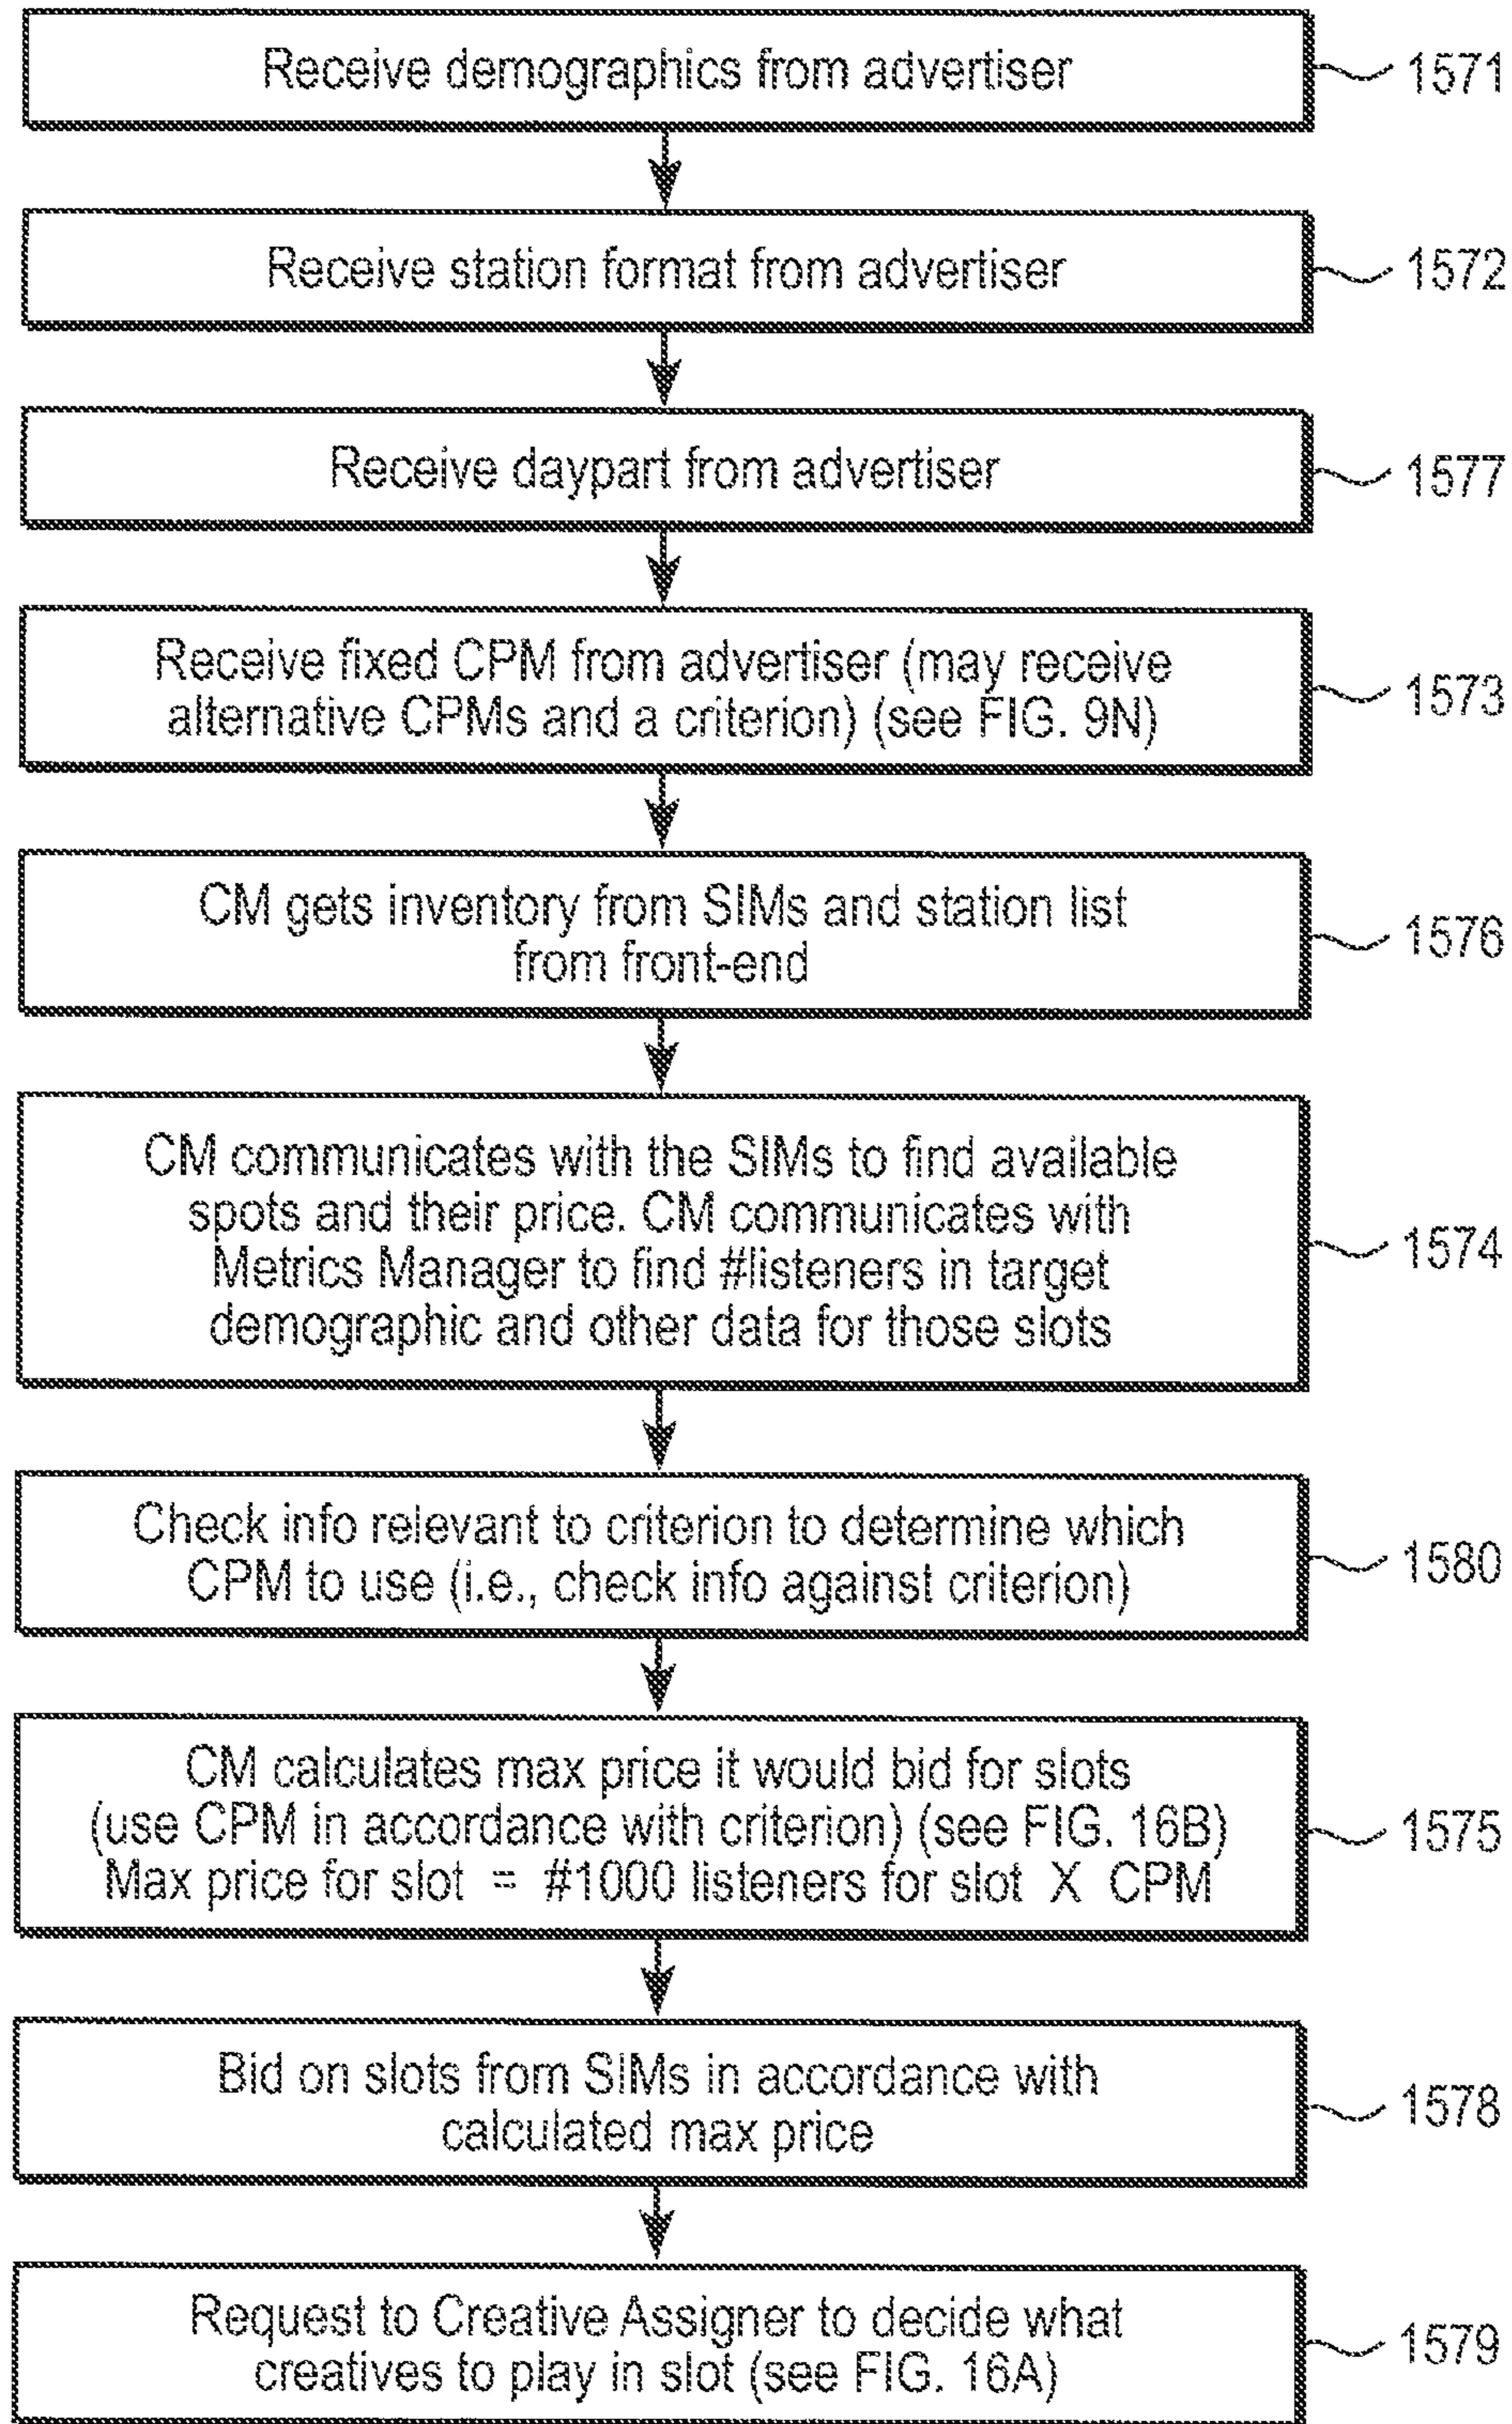 Receive demographics from advertiser
1571
Receive station format from advertiser
1572
Receive daypart from advertiser
1577
Receive fixed CPM from advertiser (may receive
alternative CPMs and a criterion) (see FIG. 9N)
1573
CM gets inventory from SIMs and station list
from front-end
1576
CM communicates with the SIMs to find available
spots and their price. CM communicates with
Metrics Manager to find #listeners in target
demographic and other data for those slots
1574
Check info relevant to criterion to determine which
CPM to use (i.e., check info against criterion)
1580
CM calculates max price it would bid for slots
(use CPM in accordance with criterion) (see FIG. 16B)
Max price for slot = #1000 listeners for slot X CPM
1575
Bid on slots from SIMs in accordance with
calculated max price
1578
Request to Creative Assigner to decide what
creatives to play in slot (see FIG. 16A)
1579